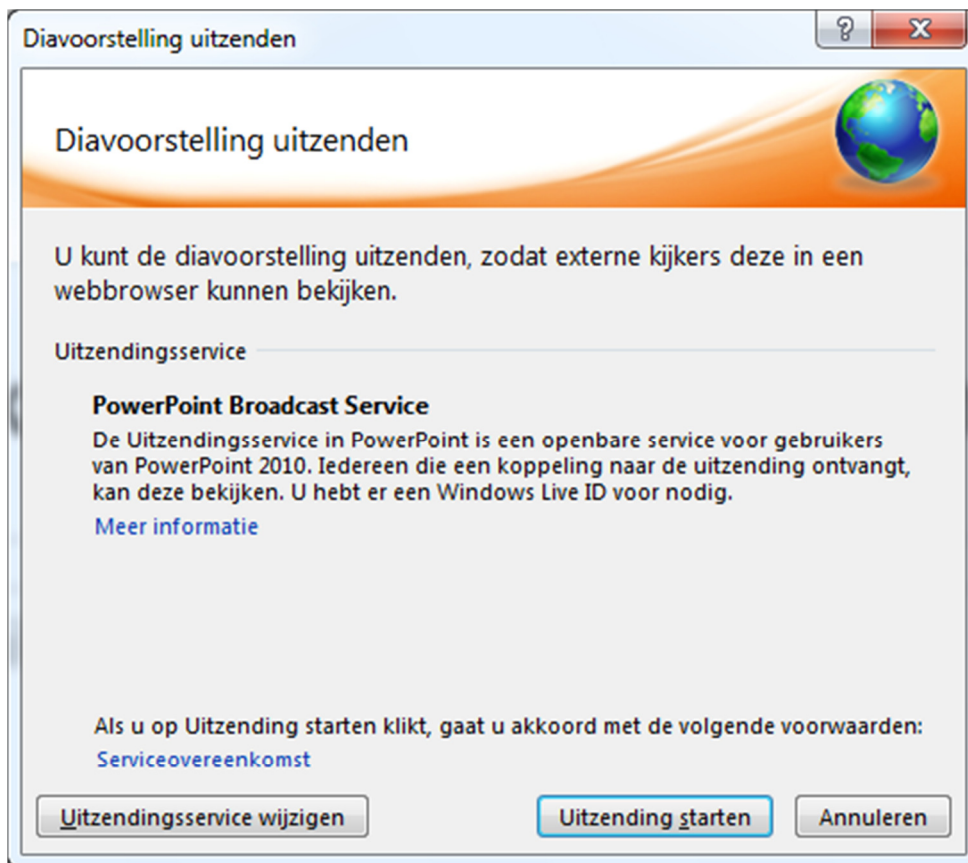 Diavoorstelling uitzenden
Diavoorstelling uitzenden
U kunt de diavoorstelling uitzenden, zodat externe kijkers deze in een
webbrowser kunnen bekijken.
Uitzendingsservice
PowerPoint Broadcast Service
De Uitzendingsservice in PowerPoint is een openbare service voor gebruikers
van PowerPoint 2010. Iedereen die een koppeling naar de uitzending ontvangt,
kan deze bekijken. U hebt er een Windows Live ID voor nodig.
Meer informatie
Als u op Uitzending starten klikt, gaat u akkoord met de volgende voorwaarden:
Serviceovereenkomst
Uitzendingsservice wijzigen
Uitzending starten
Annuleren